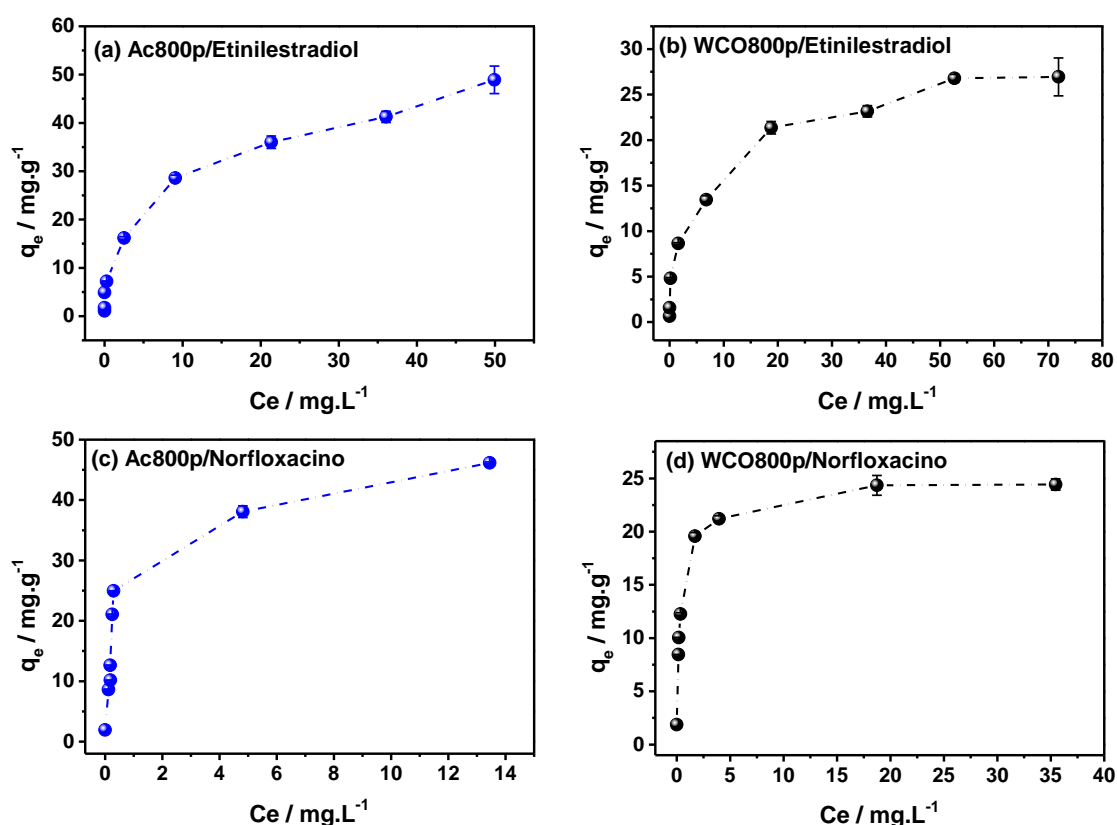 (a) Ac800p/Etinilestradiol
60
50
40
30
20
10
0
qₑ / mg.g⁻¹
0 10 20 30 40 50
Ce / mg.L⁻¹
(b) WCO800p/Etinilestradiol
30
25
20
15
10
5
0
qₑ / mg.g⁻¹
0 10 20 30 40 50 60 70 80
Ce / mg.L⁻¹
(c) Ac800p/Norfloxacino
50
40
30
20
10
0
qₑ / mg.g⁻¹
0 2 4 6 8 10 12 14
Ce / mg.L⁻¹
(d) WCO800p/Norfloxacino
25
20
15
10
5
0
qₑ / mg.g⁻¹
0 5 10 15 20 25 30 35 40
Ce / mg.L⁻¹